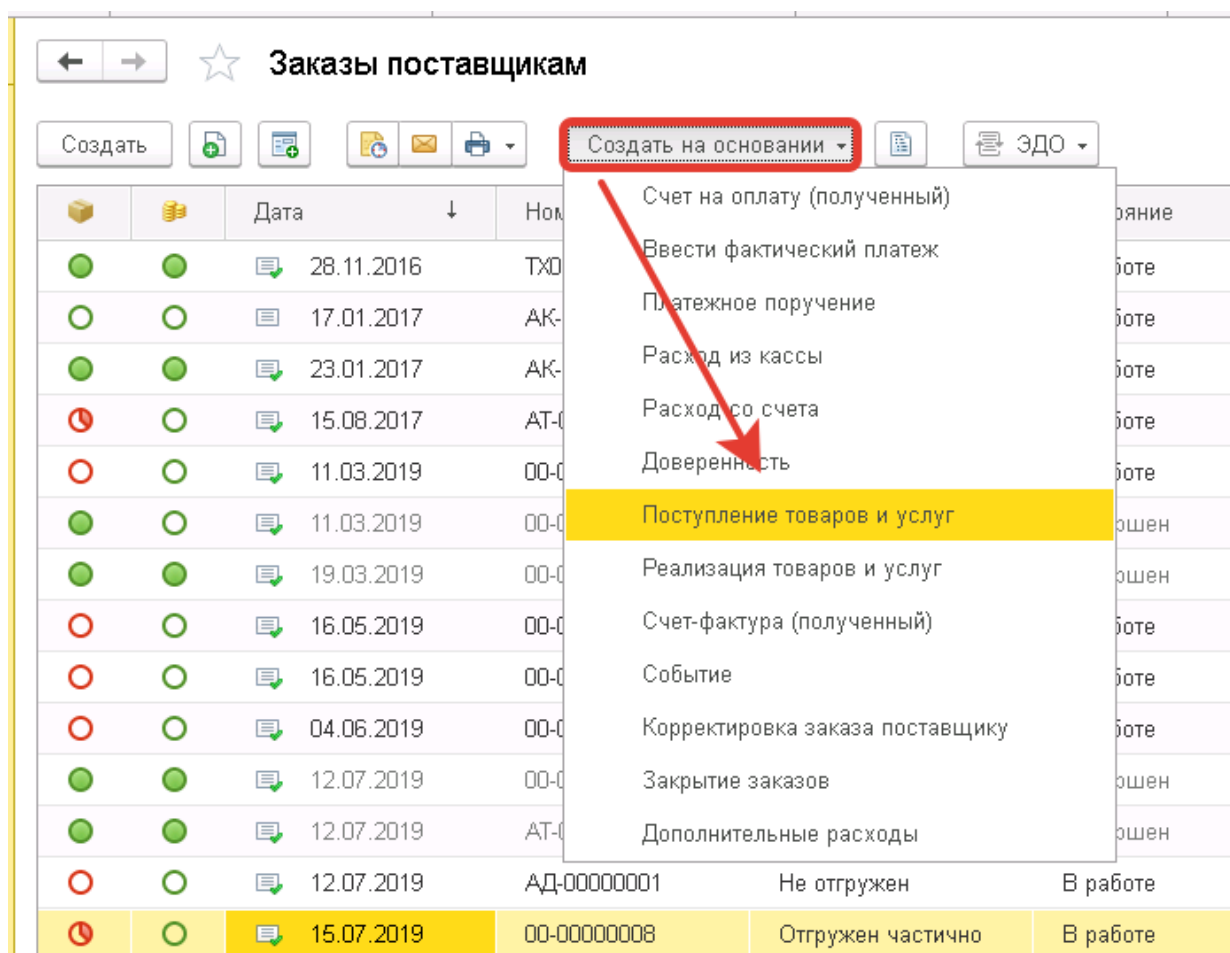 Заказы поставщикам
Создать Создать на основании ЭДО
Дата ↓
28.11.2016
17.01.2017
23.01.2017
15.08.2017
11.03.2019
11.03.2019
19.03.2019
16.05.2019
16.05.2019
04.06.2019
12.07.2019
12.07.2019
Счет на оплату (полученный)
Ввести фактический платеж
Платежное поручение
Расход из кассы
Расход со счета
Доверенность
Поступление товаров и услуг
Реализация товаров и услуг
Счет-фактура (полученный)
Событие
Корректировка заказа поставщику
Закрытие заказов
Дополнительные расходы
12.07.2019 АД-00000001 Не отгружен В работе
15.07.2019 00-00000008 Отгружен частично В работе